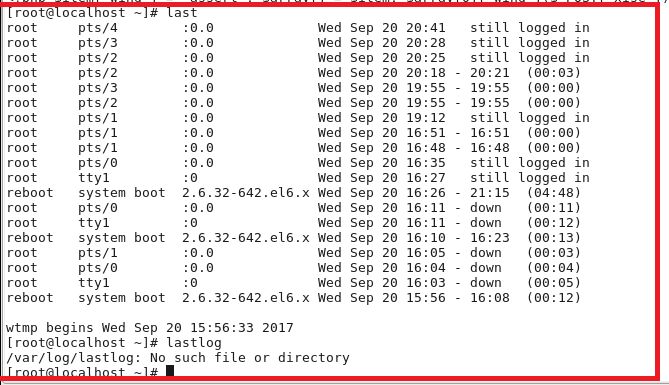 [root@localhost ~]# last
root     pts/4        :0.0             Wed Sep 20 20:41   still logged in
root     pts/3        :0.0             Wed Sep 20 20:28   still logged in
root     pts/2        :0.0             Wed Sep 20 20:25   still logged in
root     pts/2        :0.0             Wed Sep 20 20:18 - 20:21  (00:03)
root     pts/3        :0.0             Wed Sep 20 19:55 - 19:55  (00:00)
root     pts/2        :0.0             Wed Sep 20 19:55 - 19:55  (00:00)
root     pts/1        :0.0             Wed Sep 20 19:12   still logged in
root     pts/1        :0.0             Wed Sep 20 16:51 - 16:51  (00:00)
root     pts/1        :0.0             Wed Sep 20 16:48 - 16:48  (00:00)
root     pts/0        :0.0             Wed Sep 20 16:35   still logged in
root     tty1         :0               Wed Sep 20 16:27   still logged in
reboot   system boot  2.6.32-642.el6.x Wed Sep 20 16:26 - 21:15  (04:48)
root     pts/0        :0.0             Wed Sep 20 16:11 - down   (00:11)
root     tty1         :0               Wed Sep 20 16:11 - down   (00:12)
reboot   system boot  2.6.32-642.el6.x Wed Sep 20 16:10 - 16:23  (00:13)
root     pts/1        :0.0             Wed Sep 20 16:05 - down   (00:03)
root     pts/0        :0.0             Wed Sep 20 16:04 - down   (00:04)
root     tty1         :0               Wed Sep 20 16:03 - down   (00:05)
reboot   system boot  2.6.32-642.el6.x Wed Sep 20 15:56 - 16:08  (00:12)
wtmp begins Wed Sep 20 15:56:33 2017
[root@localhost ~]# lastlog
/var/log/lastlog: No such file or directory
[root@localhost ~]#